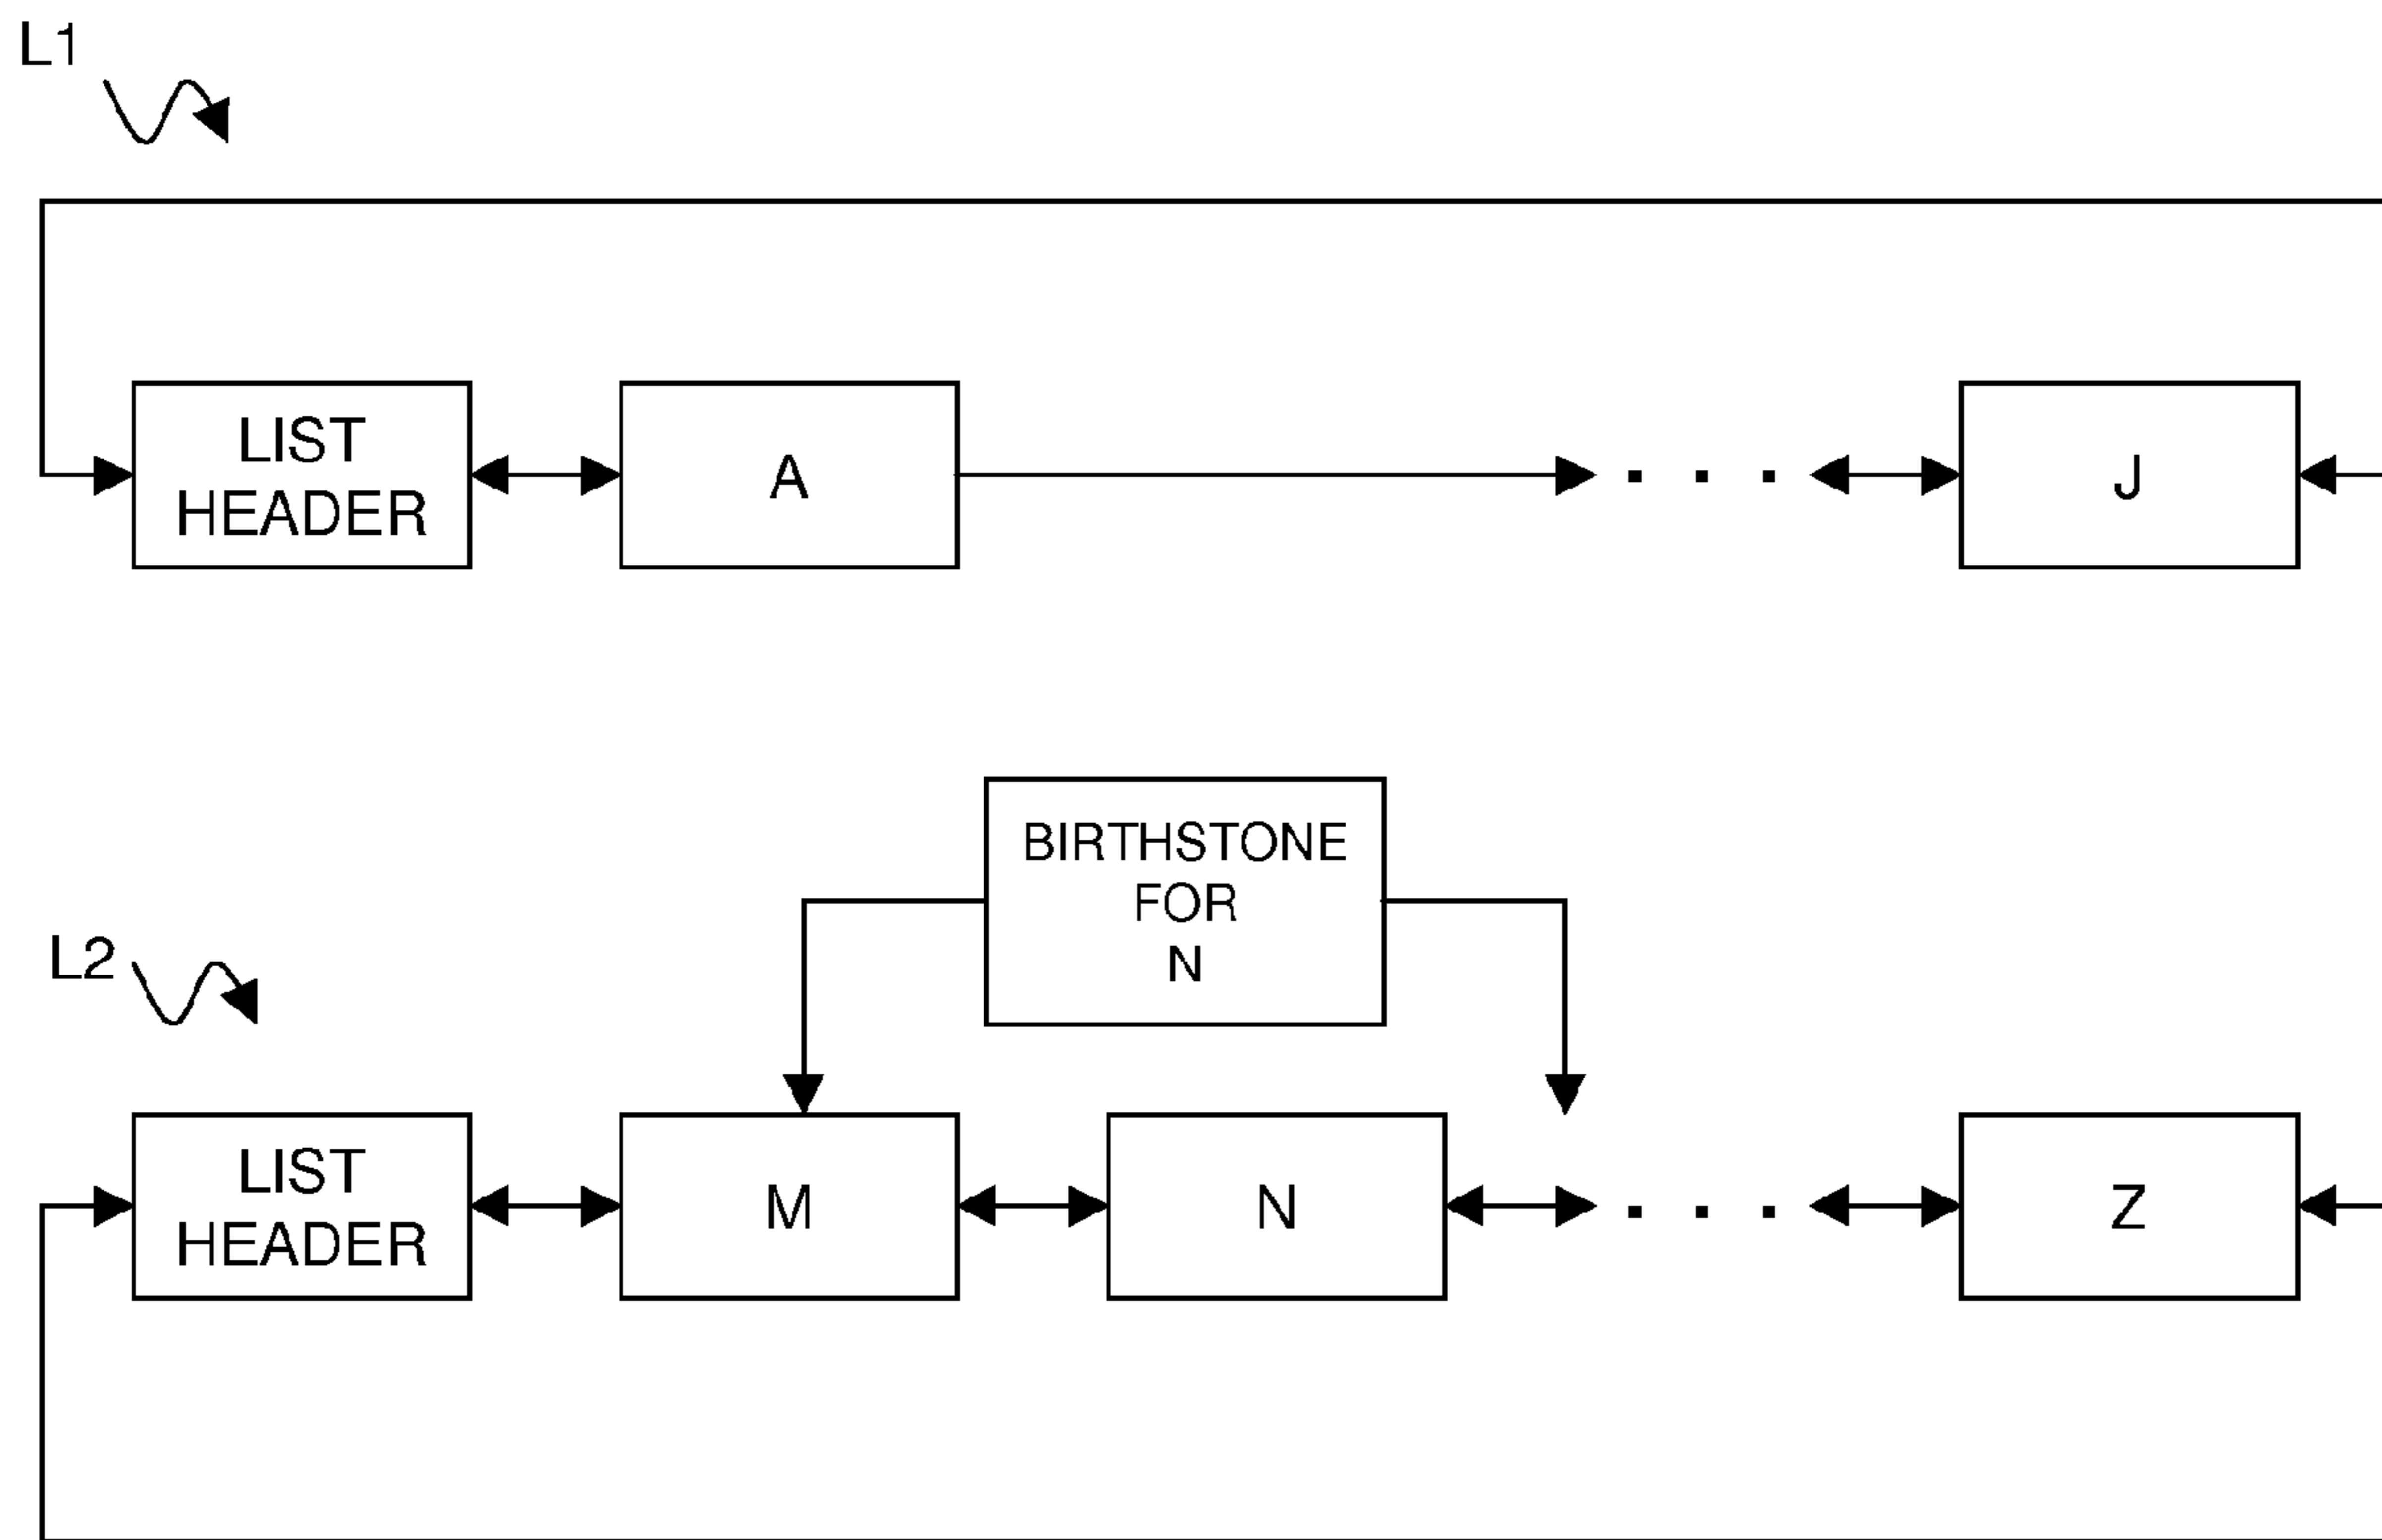 L1
LIST
HEADER
A
. . .
J
BIRTHSTONE
FOR
N
L2
LIST
HEADER
M
N
. . .
Z